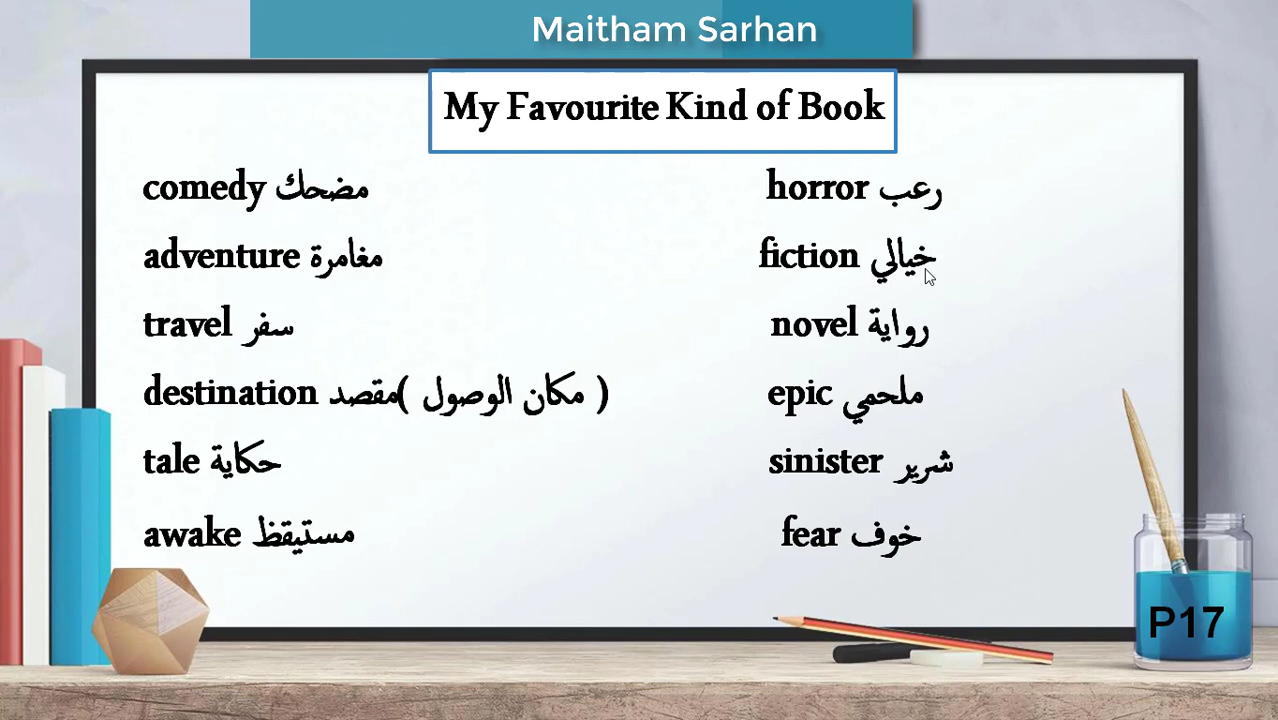 Maitham Sarhan
My Favourite Kind of Book
comedy مضحك
horror رعب
adventure مغامرة
fiction خيالي
travel سفر
novel رواية
destination مقصد( مكان الوصول )
epic ملحمي
tale حكاية
sinister شرير
awake مستيقظ
fear خوف
P17